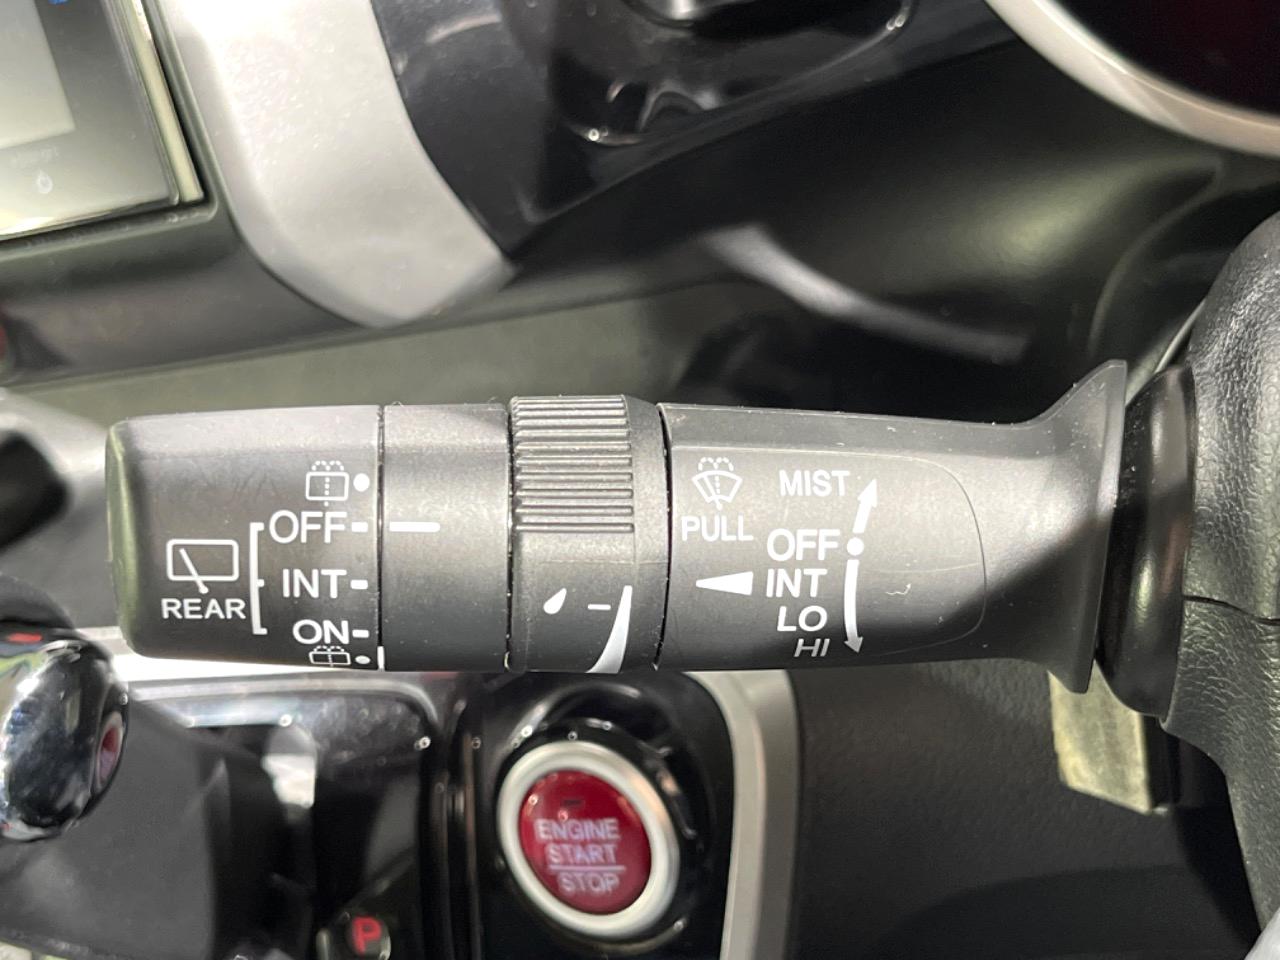 REAR
OFF
INT
ON
PULL
MIST
OFF
INT
LO
HI
ENGINE
START
STOP
P